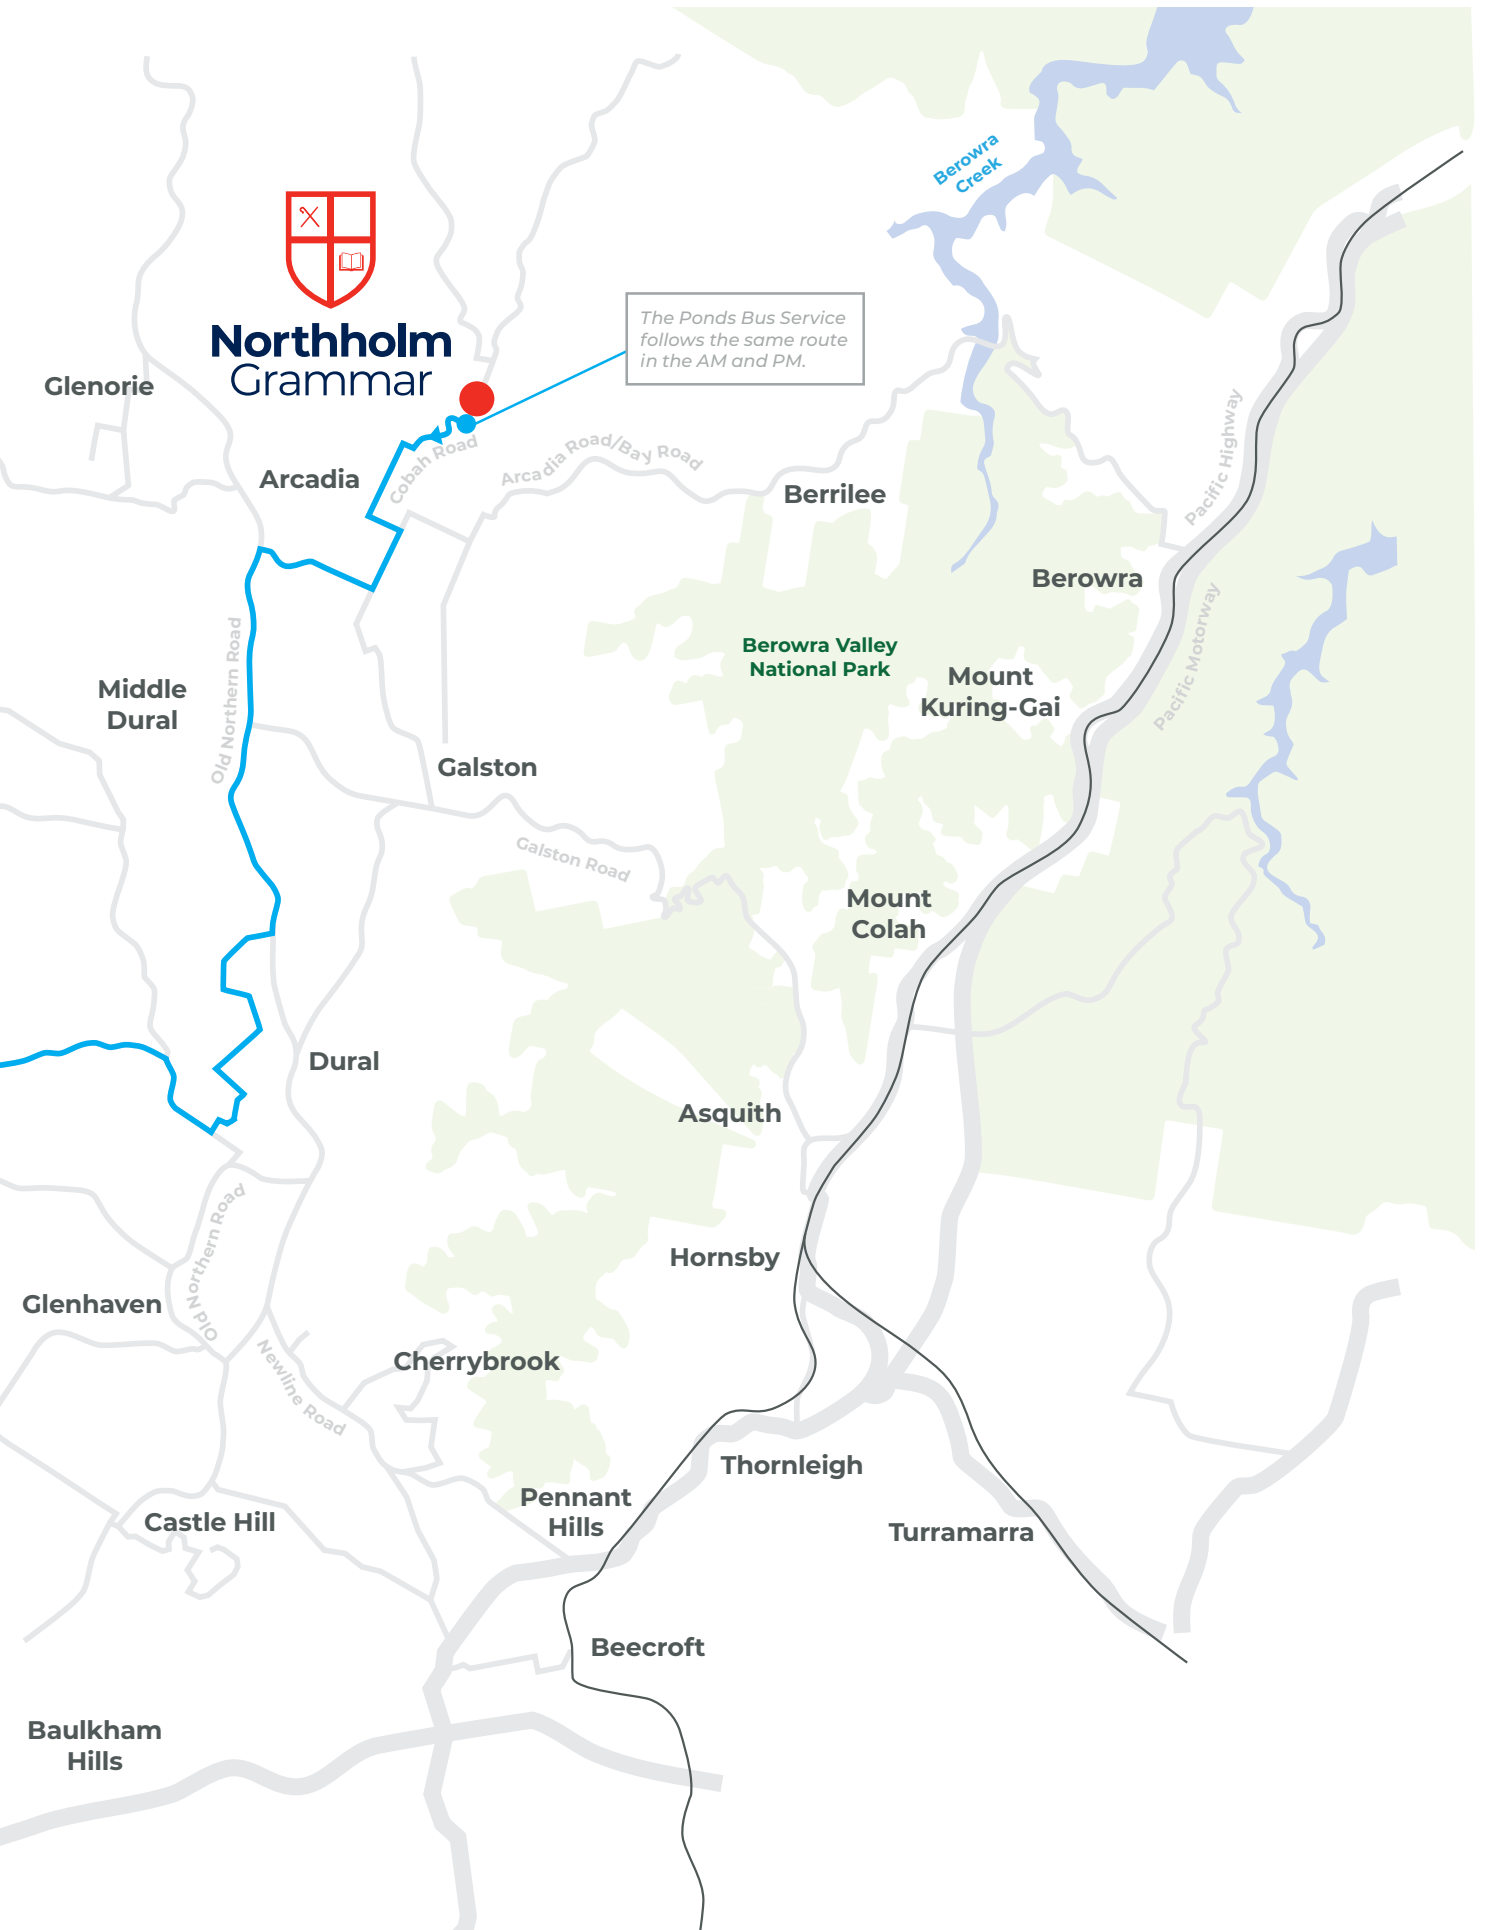 Berowra
Creek
Northholm
Grammar
The Ponds Bus Service
follows the same route
in the AM and PM.
Glenorie
Pacific Highway
Cobah Road
Arcadia Road/Bay Road
Arcadia
Berrilee
Berowra
Pacific Motorway
Old Northern Road
Berowra Valley
National Park
Middle
Dural
Mount
Kuring-Gai
Galston
Galston Road
Mount
Colah
Dural
Asquith
Old Northern Road
Hornsby
Glenhaven
Newline Road
Cherrybrook
Thornleigh
Pennant
Hills
Castle Hill
Turramarra
Beecroft
Baulkham
Hills